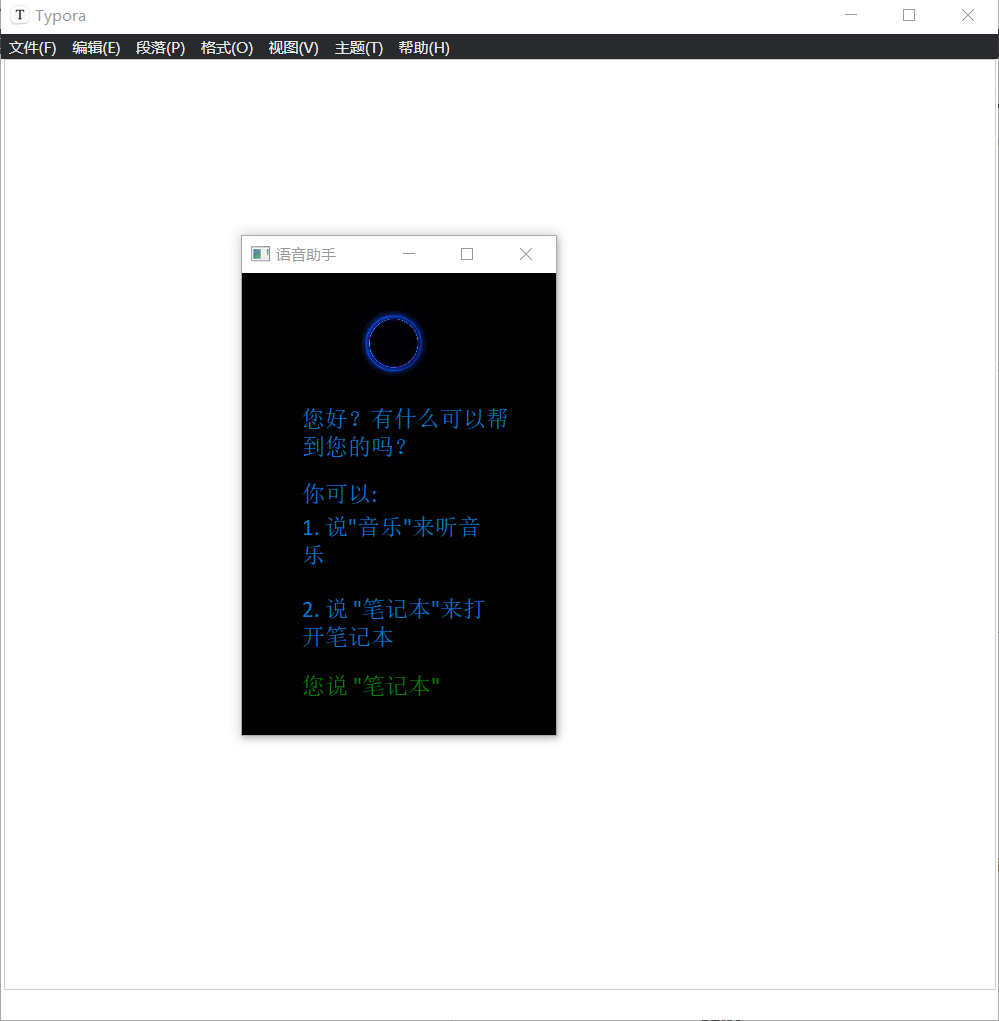 T Typora
文件(F) 编辑(E) 段落(P) 格式(O) 视图(V) 主题(T) 帮助(H)
语音助手
您好？有什么可以帮
到您的吗？
你可以:
1. 说"音乐"来听音
乐
2. 说 "笔记本"来打
开笔记本
您说 "笔记本"